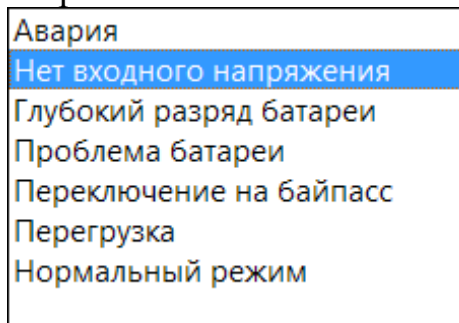 Авария
Нет входного напряжения
Глубокий разряд батареи
Проблема батареи
Переключение на байпасс
Перегрузка
Нормальный режим